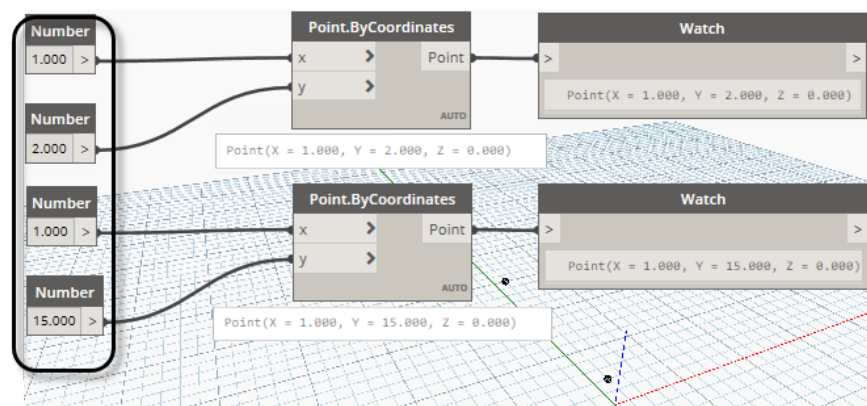 Number
1.000 >
Point.ByCoordinates
x > Point
y >
AUTO
Watch
> >
Point(X = 1.000, Y = 2.000, Z = 0.000)
Number
2.000 >
Point(X = 1.000, Y = 2.000, Z = 0.000)
Number
1.000 >
Point.ByCoordinates
x > Point
y >
AUTO
Watch
> >
Point(X = 1.000, Y = 15.000, Z = 0.000)
Number
15.000 >
Point(X = 1.000, Y = 15.000, Z = 0.000)